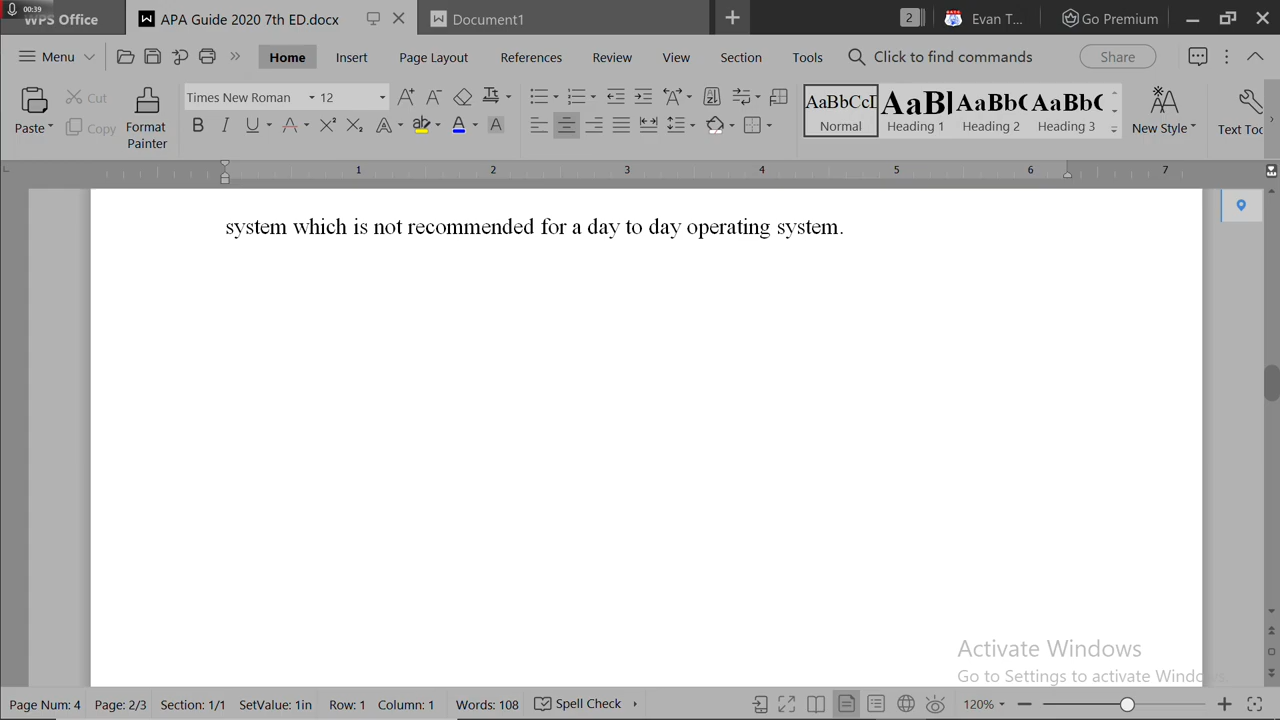 00:39
WPS Office APA Guide 2020 7th ED.docx Document1 2 Evan T... Go Premium
Menu Home Insert Page Layout References Review View Section Tools Click to find commands Share
Paste Cut Copy Format Painter Times New Roman 12 AaBbCcD Normal AaBb Heading 1 AaBbC Heading 2 AaBbC Heading 3 New Style Text Too
1 2 3 4 5 6 7
system which is not recommended for a day to day operating system.
Activate Windows
Go to Settings to activate Windows.
Page Num: 4 Page: 2/3 Section: 1/1 SetValue: 1in Row: 1 Column: 1 Words: 108 Spell Check 120%